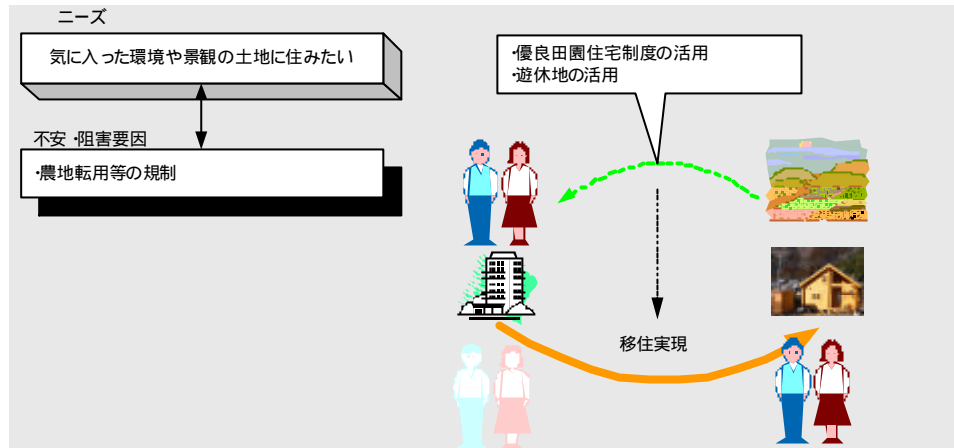 ニーズ
気に入った環境や景観の土地に住みたい
不安・阻害要因
・農地転用等の規制
・優良田園住宅制度の活用
・遊休地の活用
移住実現